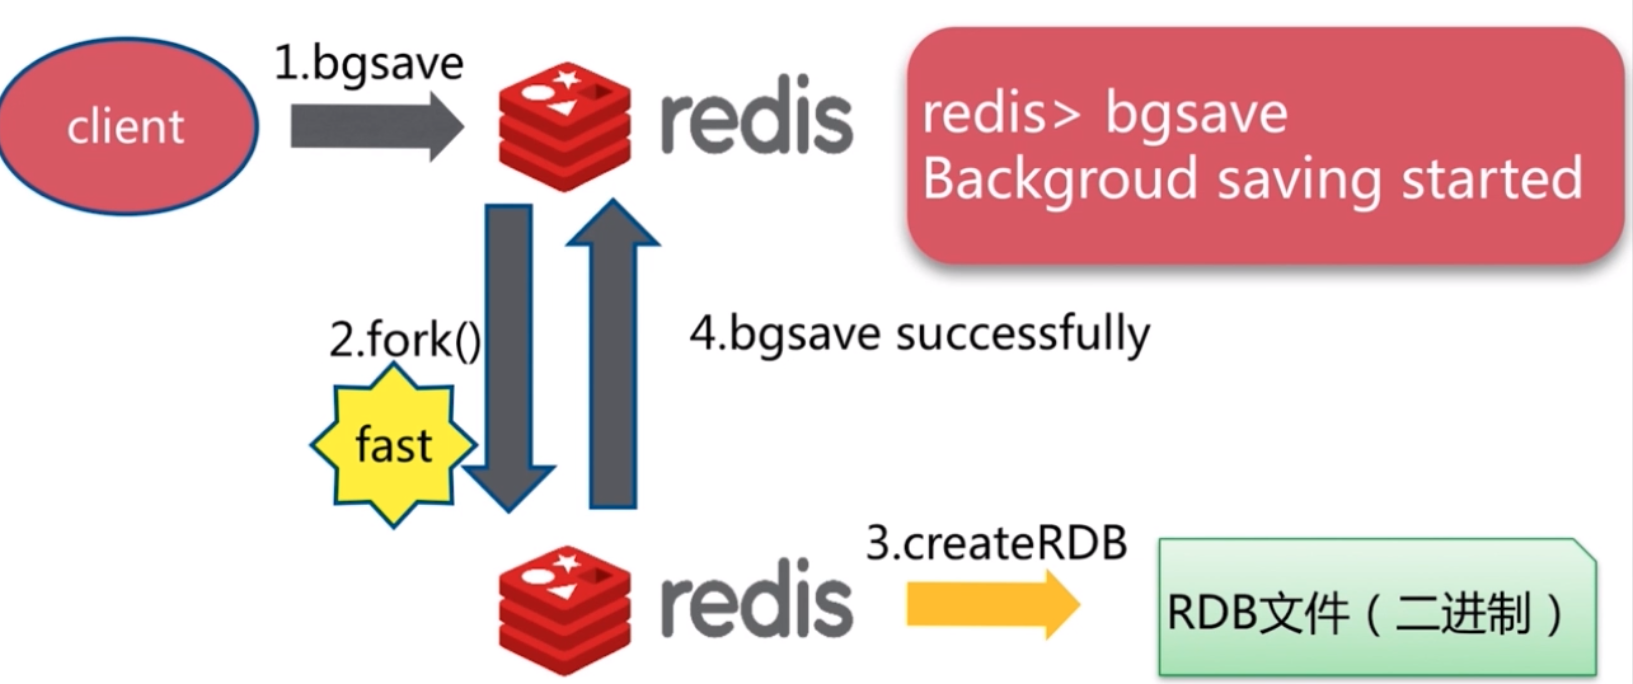 1.bgsave
client
redis
redis> bgsave
Backgroud saving started
2.fork()
4.bgsave successfully
fast
3.createRDB
redis
RDB文件（二进制）